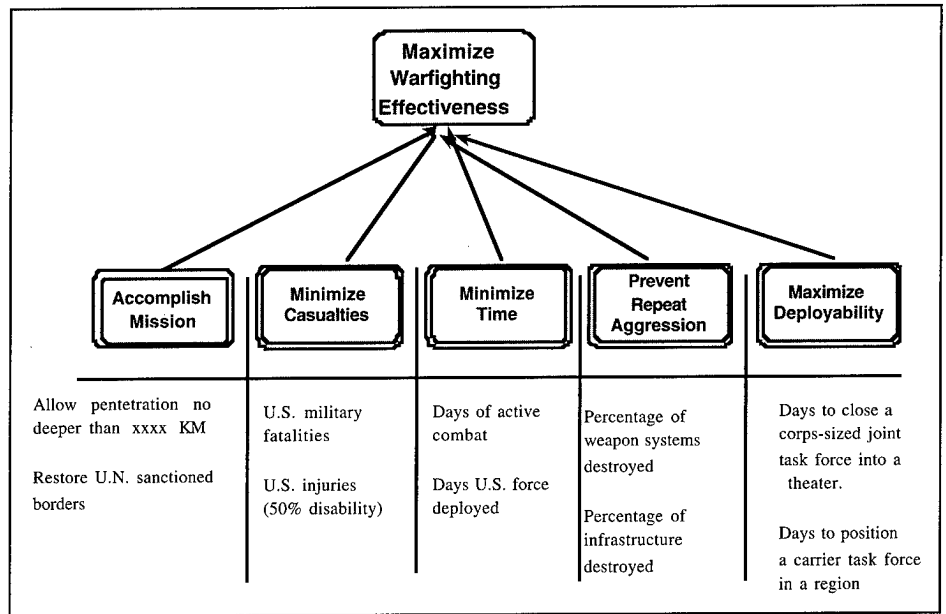 Maximize
Warfighting
Effectiveness
Accomplish
Mission
Minimize
Casualties
Minimize
Time
Prevent
Repeat
Aggression
Maximize
Deployability
Allow pentetration no
deeper than xxxx KM
Restore U.N. sanctioned
borders
U.S. military
fatalities
U.S. injuries
(50% disability)
Days of active
combat
Days U.S. force
deployed
Percentage of
weapon systems
destroyed
Percentage of
infrastructure
destroyed
Days to close a
corps-sized joint
task force into a
theater.
Days to position
a carrier task force
in a region